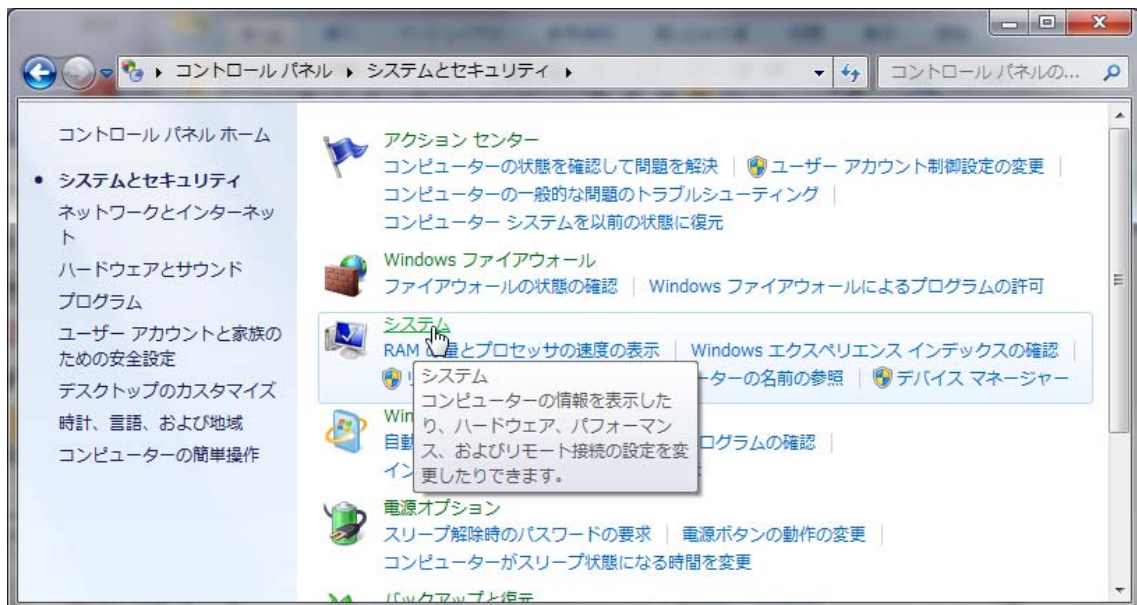 コントロール パネル ▸ システムとセキュリティ ▸
コントロール パネルの...
コントロール パネル ホーム
• システムとセキュリティ
ネットワークとインターネッ
ト
ハードウェアとサウンド
プログラム
ユーザー アカウントと家族の
ための安全設定
デスクトップのカスタマイズ
時計、言語、および地域
コンピューターの簡単操作
アクション センター
コンピューターの状態を確認して問題を解決 | ユーザー アカウント制御設定の変更 |
コンピューターの一般的な問題のトラブルシューティング |
コンピューター システムを以前の状態に復元
Windows ファイアウォール
ファイアウォールの状態の確認 | Windows ファイアウォールによるプログラムの許可
システム
RAM の量とプロセッサの速度の表示 | Windows エクスペリエンス インデックスの確認 |
ーターの名前の参照 | デバイス マネージャー
システム
コンピューターの情報を表示した
り、ハードウェア、パフォーマン
ス、およびリモート接続の設定を変
更したりできます。
Win
自動 ログラムの確認 |
イン
電源オプション
スリープ解除時のパスワードの要求 | 電源ボタンの動作の変更 |
コンピューターがスリープ状態になる時間を変更
バックアップと復元